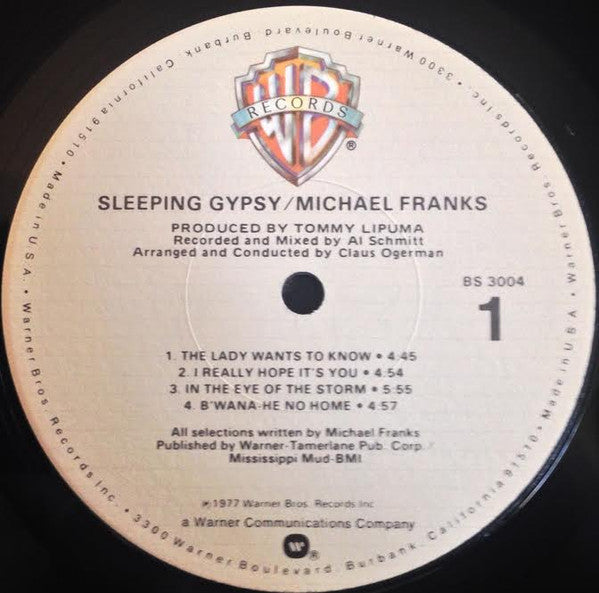 WB
RECORDS
®
SLEEPING GYPSY/MICHAEL FRANKS
PRODUCED BY TOMMY LIPUMA
Recorded and Mixed by Al Schmitt
Arranged and Conducted by Claus Ogerman
BS 3004
1
1. THE LADY WANTS TO KNOW • 4:45
2. I REALLY HOPE IT'S YOU • 4:54
3. IN THE EYE OF THE STORM • 5:55
4. B'WANA-HE NO HOME • 4:57
All selections written by Michael Franks
Published by Warner-Tamerlane Pub. Corp./
Mississippi Mud-BMI
℗1977 Warner Bros. Records Inc
a Warner Communications Company
W ®
Made in U.S.A. • Warner Bros. Records Inc. • 3300 Warner Boulevard, Burbank, California 91510 • Made in U.S.A. • Warner Bros. Records Inc. • 3300 Warner Boulevard, Burbank, California 91510 •